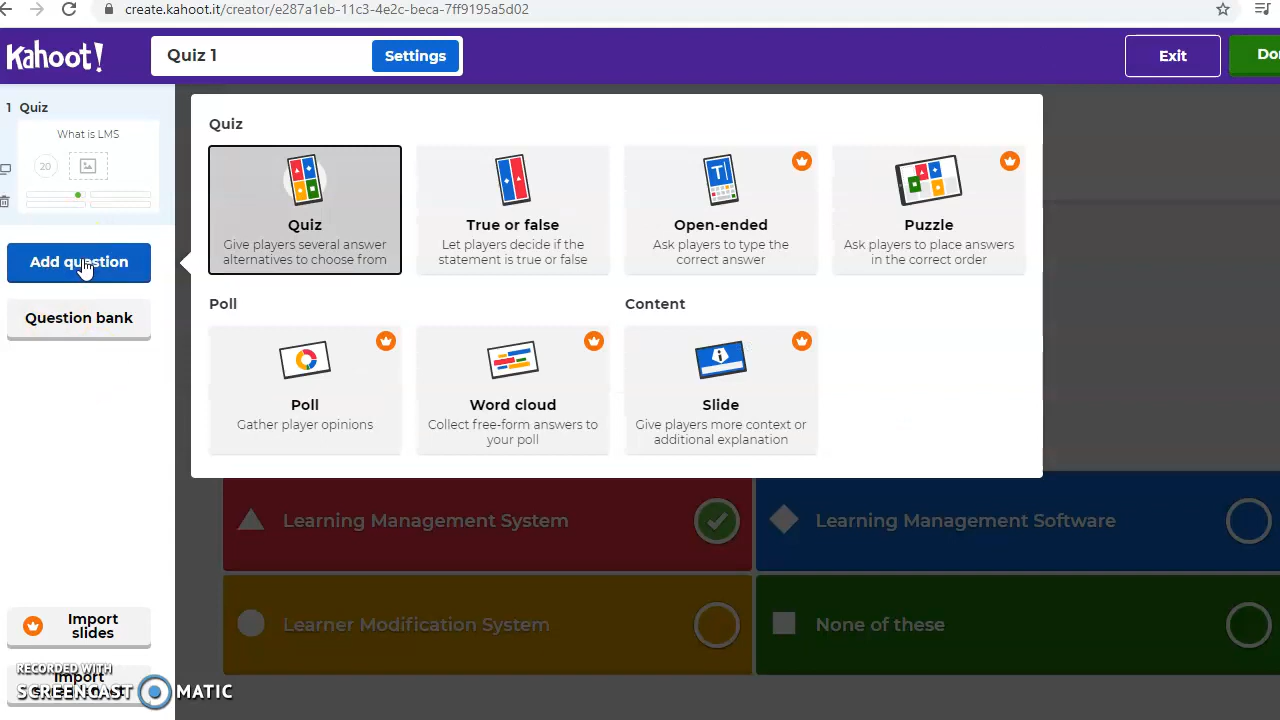 create.kahoot.it/creator/e287a1eb-11c3-4e2c-beca-7ff9195a5d02
Kahoot!
Quiz 1
Settings
Exit
1 Quiz
What is LMS
20
Add question
Question bank
Quiz
Quiz
Give players several answer
alternatives to choose from
True or false
Let players decide if the
statement is true or false
Open-ended
Ask players to type the
correct answer
Puzzle
Ask players to place answers
in the correct order
Poll
Content
Poll
Gather player opinions
Word cloud
Collect free-form answers to
your poll
Slide
Give players more context or
additional explanation
Learning Management System
Learning Management Software
Learner Modification System
None of these
Import
slides
Import
RECORDED WITH
SCREENCAST MATIC